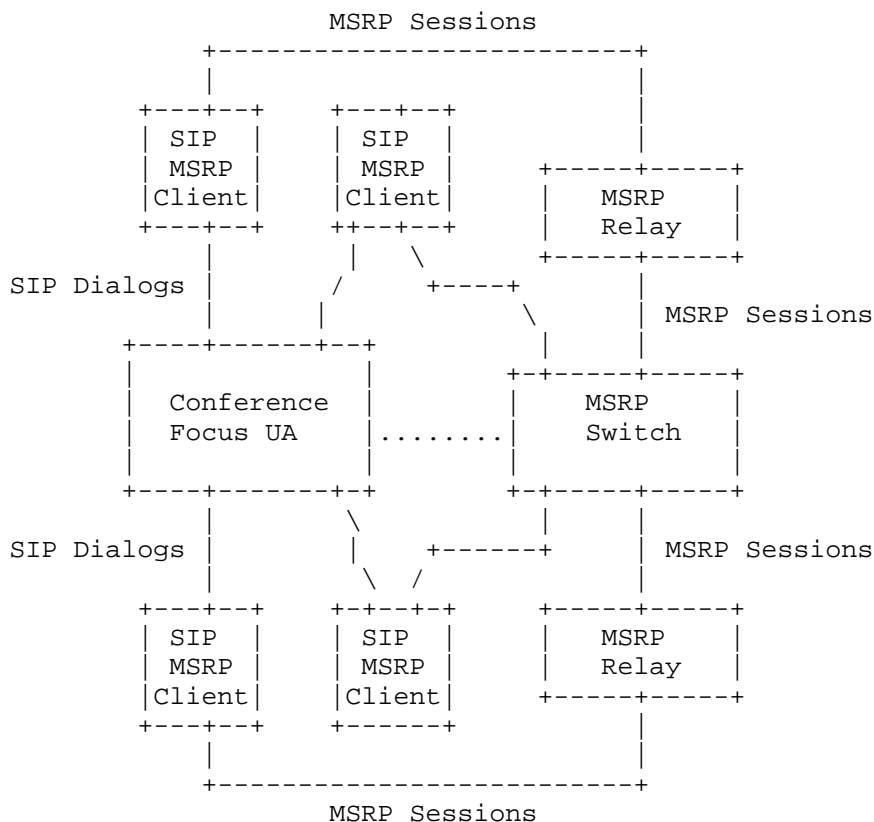 MSRP Sessions
SIP SIP
MSRP MSRP
Client Client MSRP
Relay
SIP Dialogs
MSRP Sessions
Conference MSRP
Focus UA ........ Switch
SIP Dialogs MSRP Sessions
SIP SIP MSRP
MSRP MSRP Relay
Client Client
MSRP Sessions